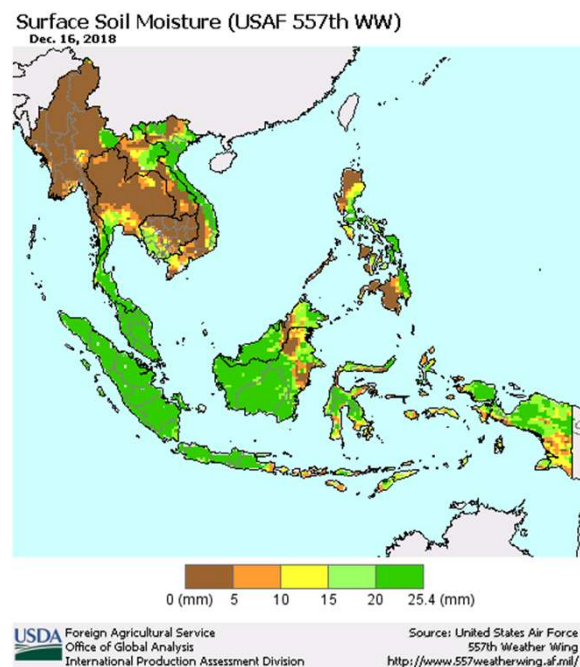 Surface Soil Moisture (USAF 557th WW)
Dec. 16, 2018
0 (mm) 5 10 15 20 25.4 (mm)
USDA Foreign Agricultural Service
Office of Global Analysis
International Production Assessment Division
Source: United States Air Force
557th Weather Wing
http://www.557weatherwing.af.mil/